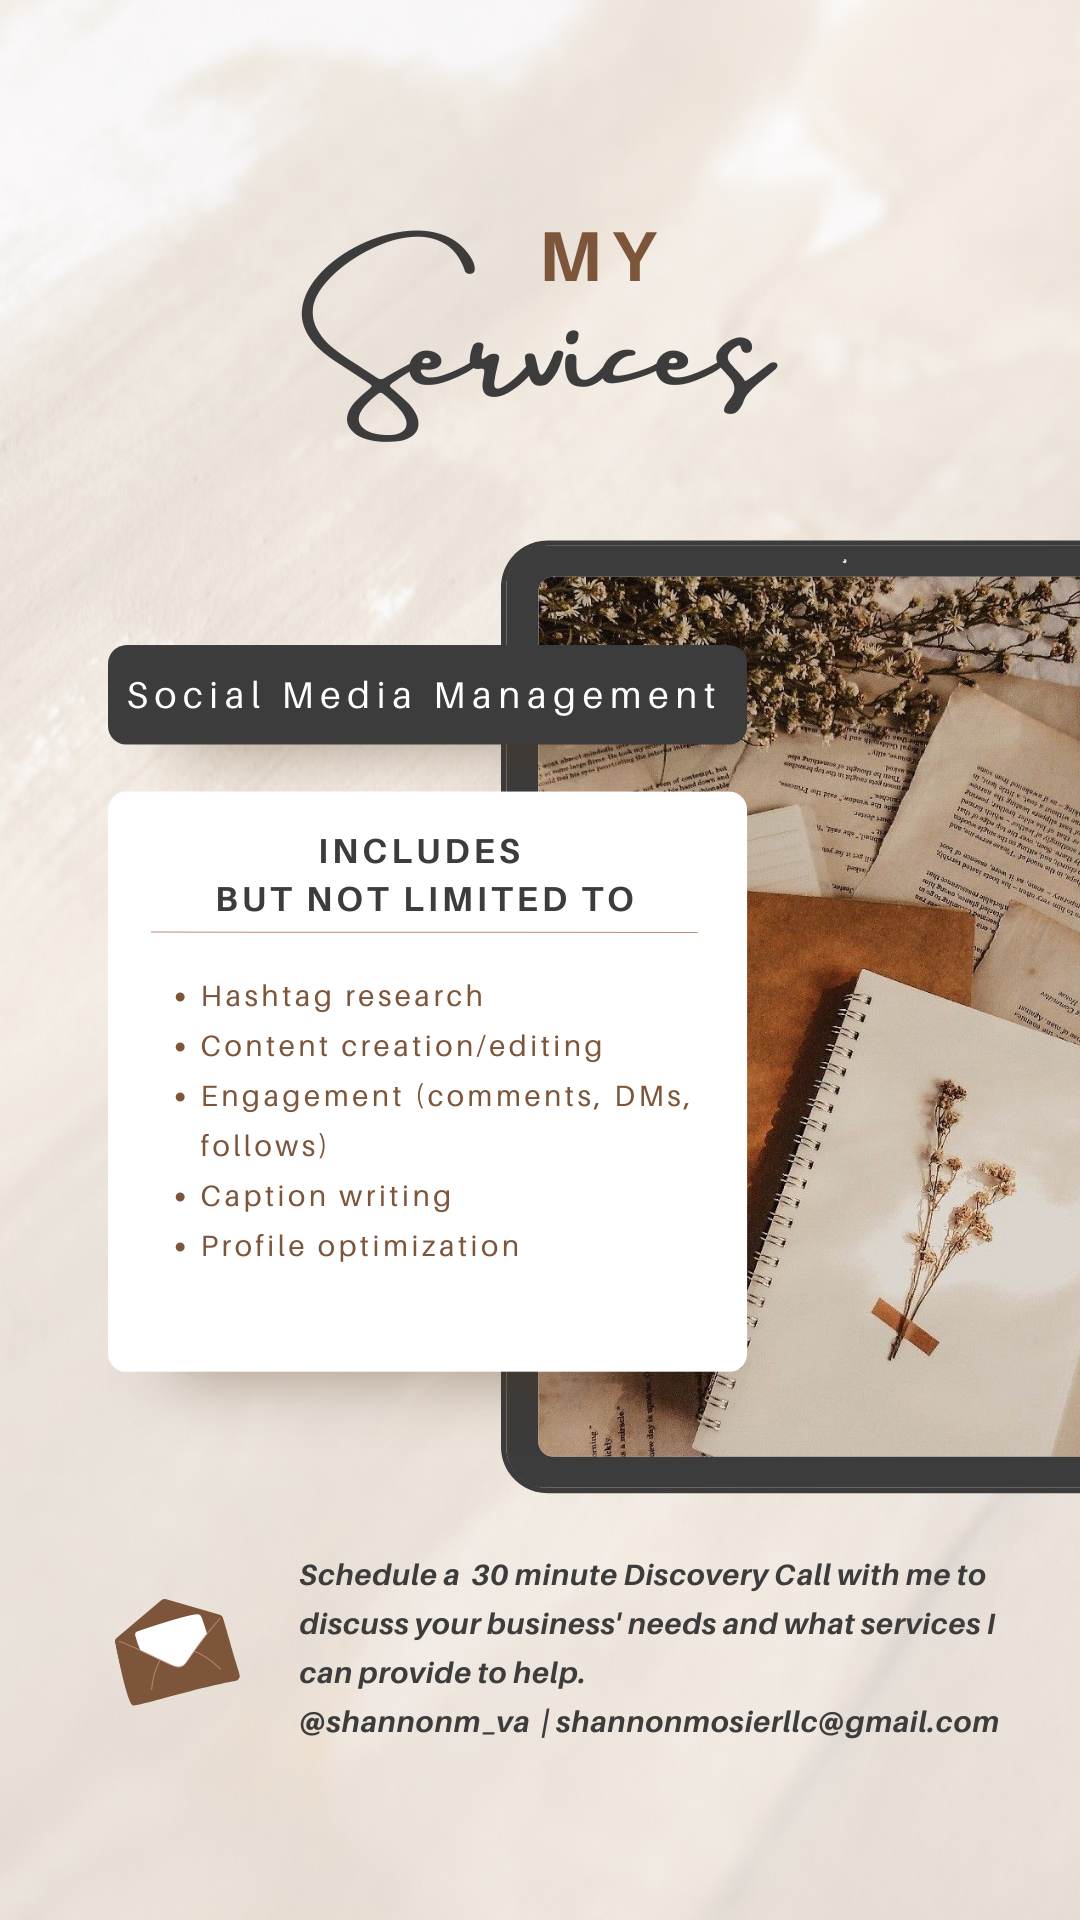 MY
Services
Social Media Management
INCLUDES
BUT NOT LIMITED TO
• Hashtag research
• Content creation/editing
• Engagement (comments, DMs,
follows)
• Caption writing
• Profile optimization
Schedule a  30 minute Discovery Call with me to
discuss your business' needs and what services I
can provide to help.
@shannonm_va | shannonmosierllc@gmail.com